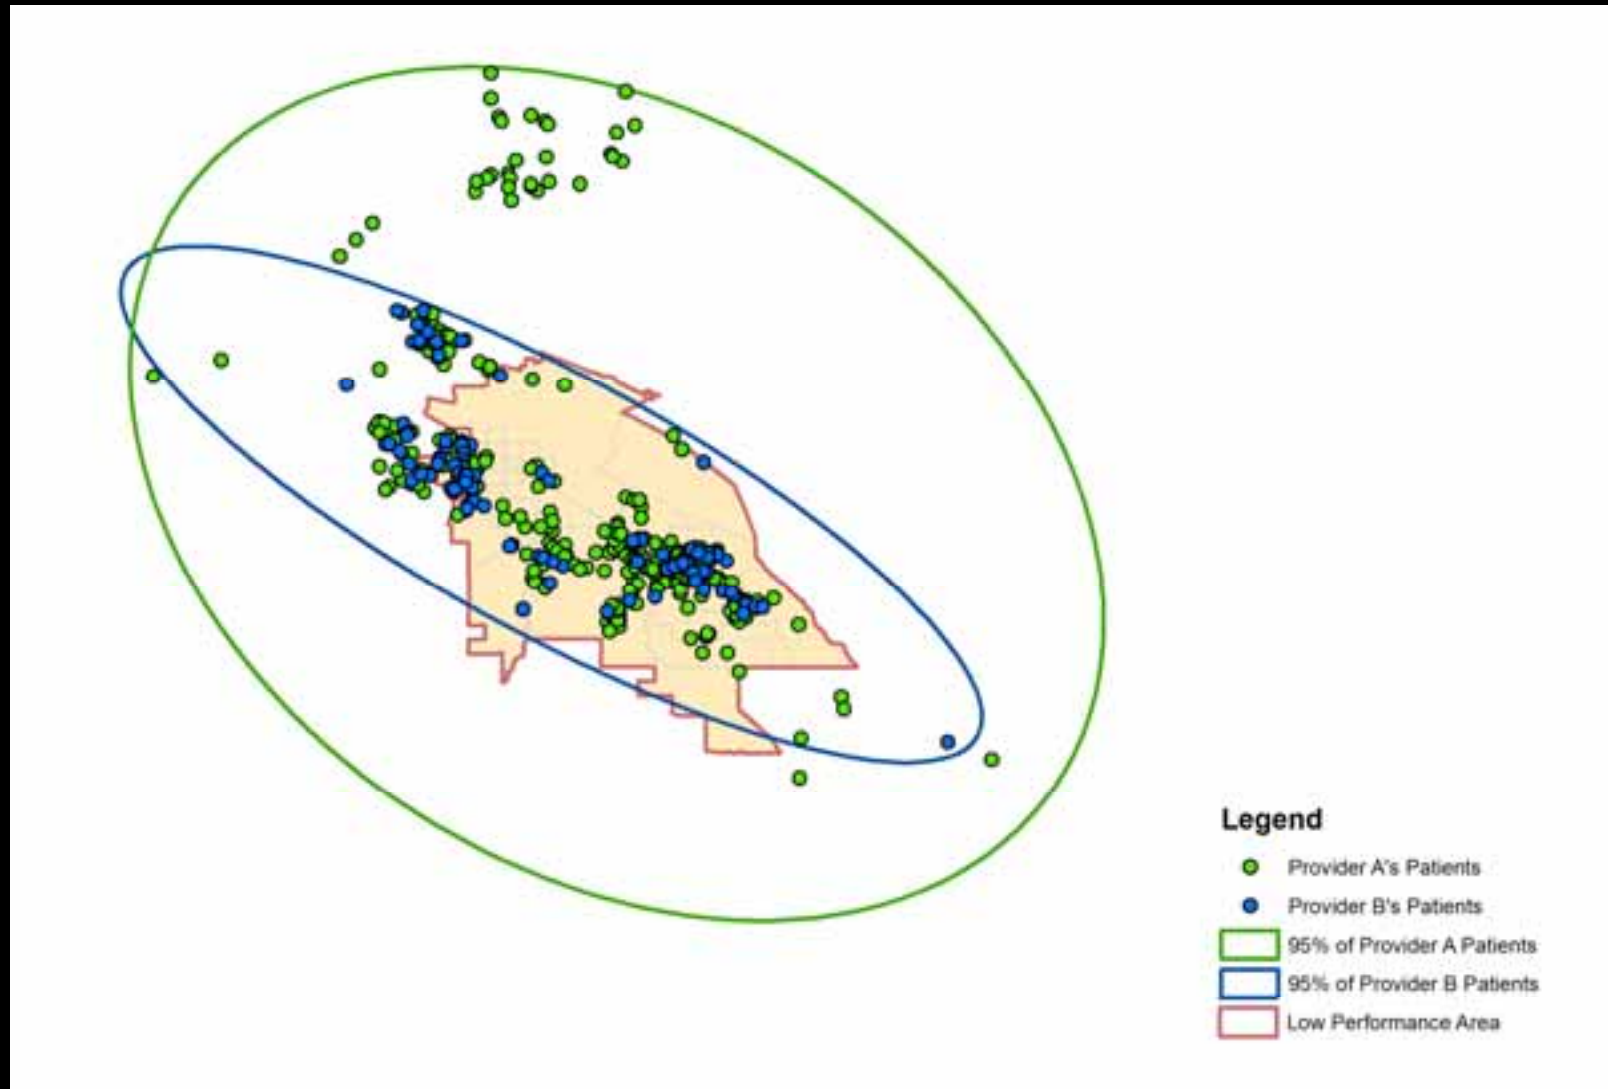 Legend
Provider A's Patients
Provider B's Patients
95% of Provider A Patients
95% of Provider B Patients
Low Performance Area